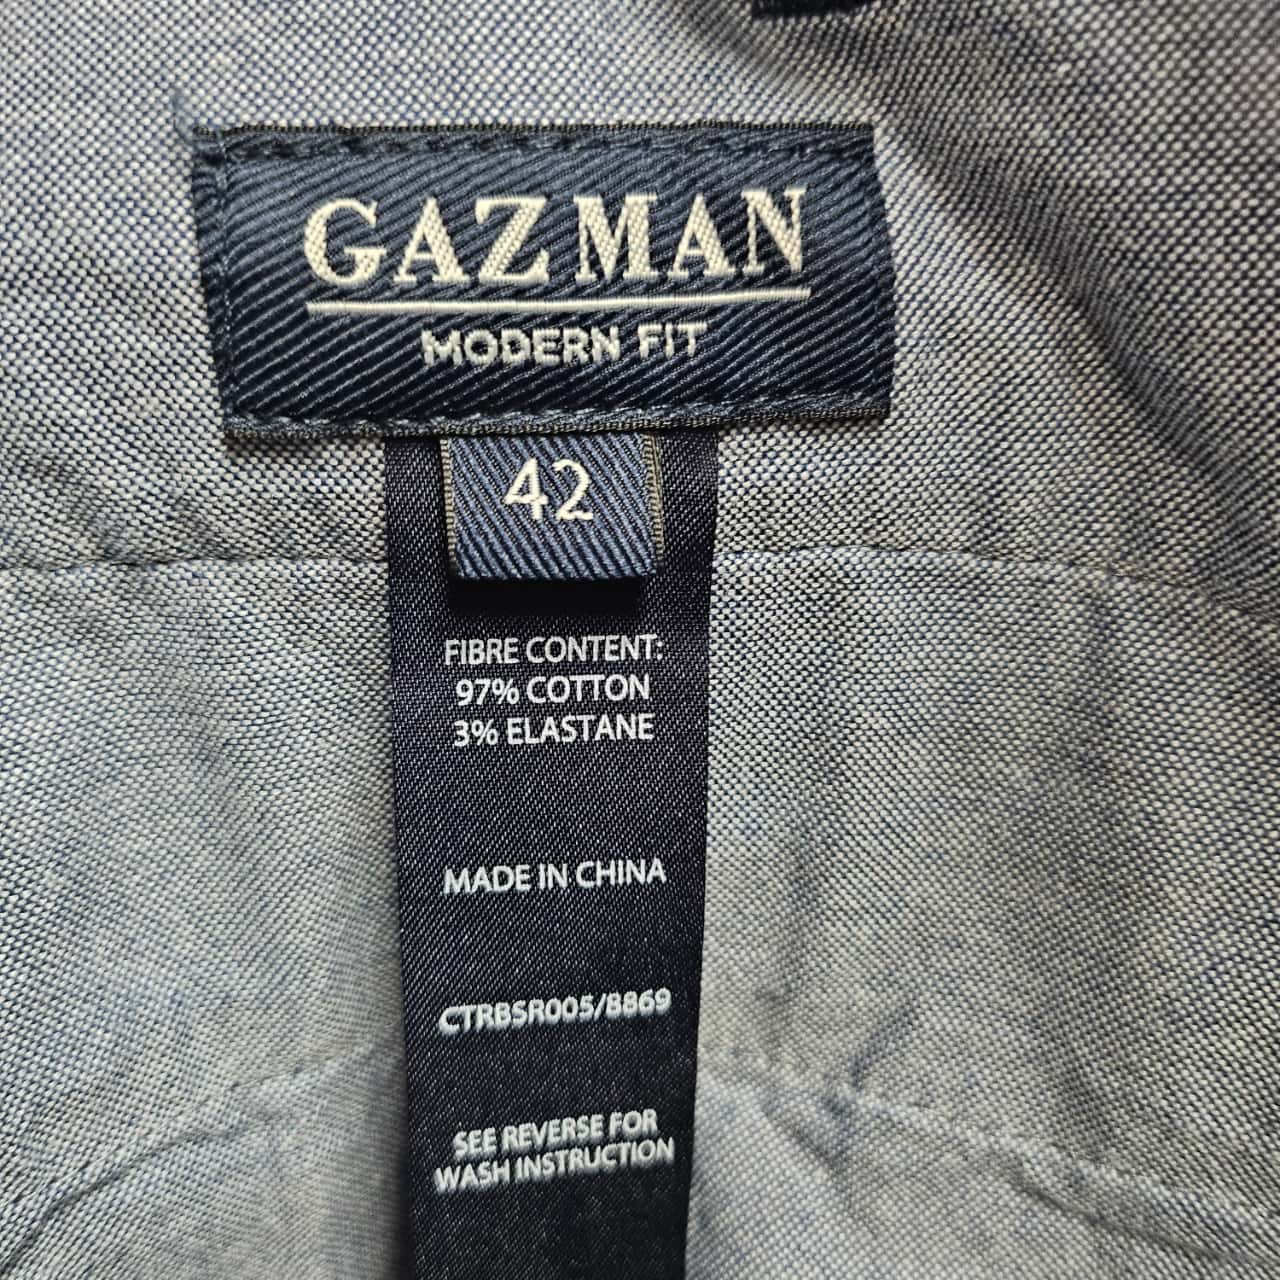 GAZMAN
MODERN FIT
42
FIBRE CONTENT:
97% COTTON
3% ELASTANE
MADE IN CHINA
CTRBSR005/8869
SEE REVERSE FOR
WASH INSTRUCTION